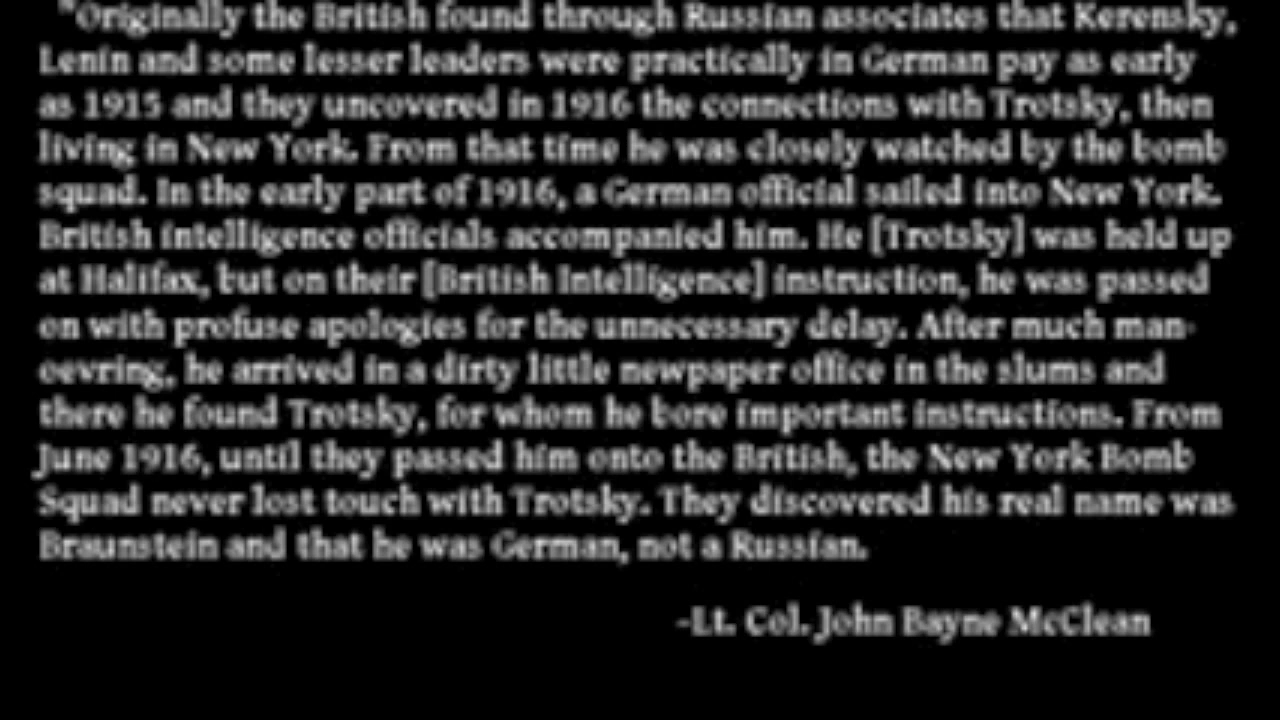 "Originally the British found through Russian associates that Kerensky,
Lenin and some lesser leaders were practically in German pay as early
as 1915 and they uncovered in 1916 the connections with Trotsky, then
living in New York. From that time he was closely watched by the bomb
squad. In the early part of 1916, a German official sailed into New York.
British intelligence officials accompanied him. He [Trotsky] was held up
at Halifax, but on their [British Intelligence] instruction, he was passed
on with profuse apologies for the unnecessary delay. After much man-
oevring, he arrived in a dirty little newpaper office in the slums and
there he found Trotsky, for whom he bore important instructions. From
June 1916, until they passed him onto the British, the New York Bomb
Squad never lost touch with Trotsky. They discovered his real name was
Braunstein and that he was German, not a Russian.
-Lt. Col. John Bayne McClean